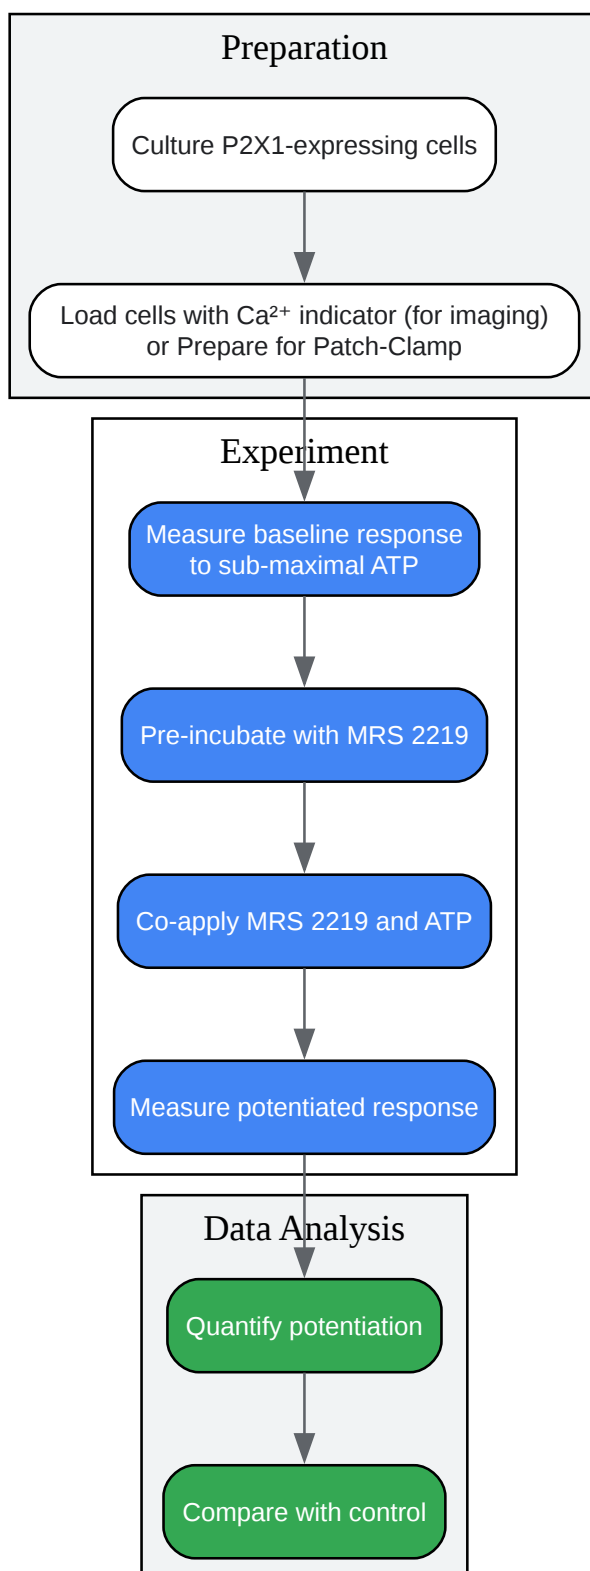 Preparation
Culture P2X1-expressing cells
Load cells with Ca²⁺ indicator (for imaging)
or Prepare for Patch-Clamp
Experiment
Measure baseline response
to sub-maximal ATP
Pre-incubate with MRS 2219
Co-apply MRS 2219 and ATP
Measure potentiated response
Data Analysis
Quantify potentiation
Compare with control